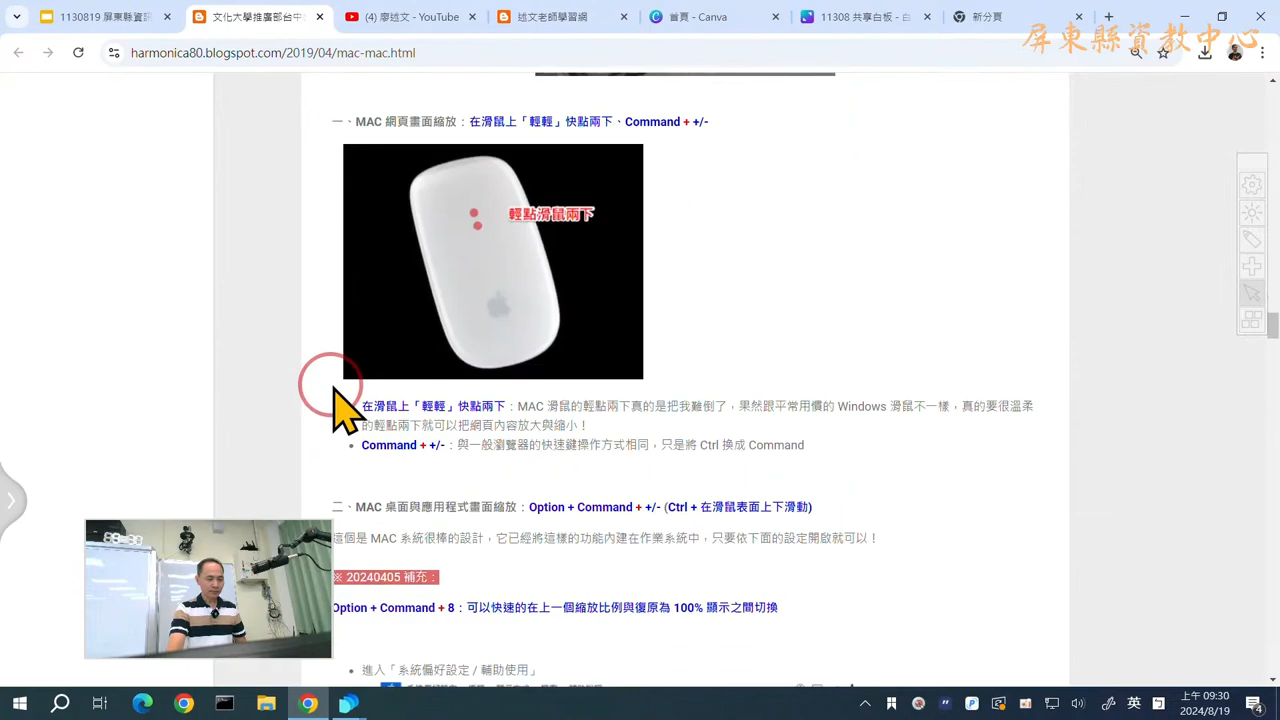 1130819 屏東縣資訊
文化大學推廣部台中
(4) 廖述文 - YouTube
述文老師學習網
首頁 - Canva
11308 共享白板 - 白
新分頁
harmonica80.blogspot.com/2019/04/mac-mac.html
屏東縣資教中心
一、MAC 網頁畫面縮放：在滑鼠上「輕輕」快點兩下、Command + +/-
輕點滑鼠兩下
在滑鼠上「輕輕」快點兩下：MAC 滑鼠的輕點兩下真的是把我難倒了，果然跟平常用慣的 Windows 滑鼠不一樣，真的要很溫柔
的輕點兩下就可以把網頁內容放大與縮小！
Command + +/-：與一般瀏覽器的快速鍵操作方式相同，只是將 Ctrl 換成 Command
二、MAC 桌面與應用程式畫面縮放：Option + Command + +/- (Ctrl + 在滑鼠表面上下滑動)
這個是 MAC 系統很棒的設計，它已經將這樣的功能內建在作業系統中，只要依下面的設定開啟就可以！
※ 20240405 補充：
Option + Command + 8：可以快速的在上一個縮放比例與復原為 100% 顯示之間切換
進入「系統偏好設定 / 輔助使用」
英
上午 09:30
2024/8/19
4